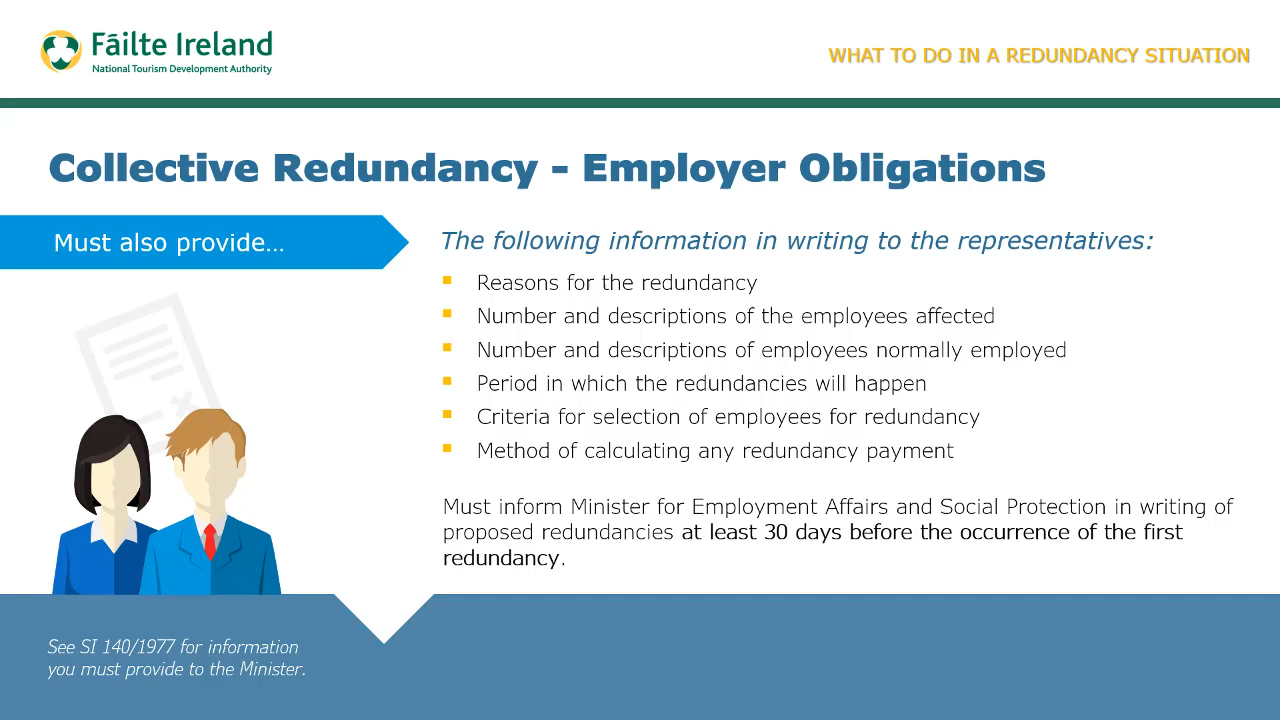 Fáilte Ireland
National Tourism Development Authority
WHAT TO DO IN A REDUNDANCY SITUATION
Collective Redundancy - Employer Obligations
Must also provide...
The following information in writing to the representatives:
Reasons for the redundancy
Number and descriptions of the employees affected
Number and descriptions of employees normally employed
Period in which the redundancies will happen
Criteria for selection of employees for redundancy
Method of calculating any redundancy payment
Must inform Minister for Employment Affairs and Social Protection in writing of
proposed redundancies at least 30 days before the occurrence of the first
redundancy.
See SI 140/1977 for information
you must provide to the Minister.